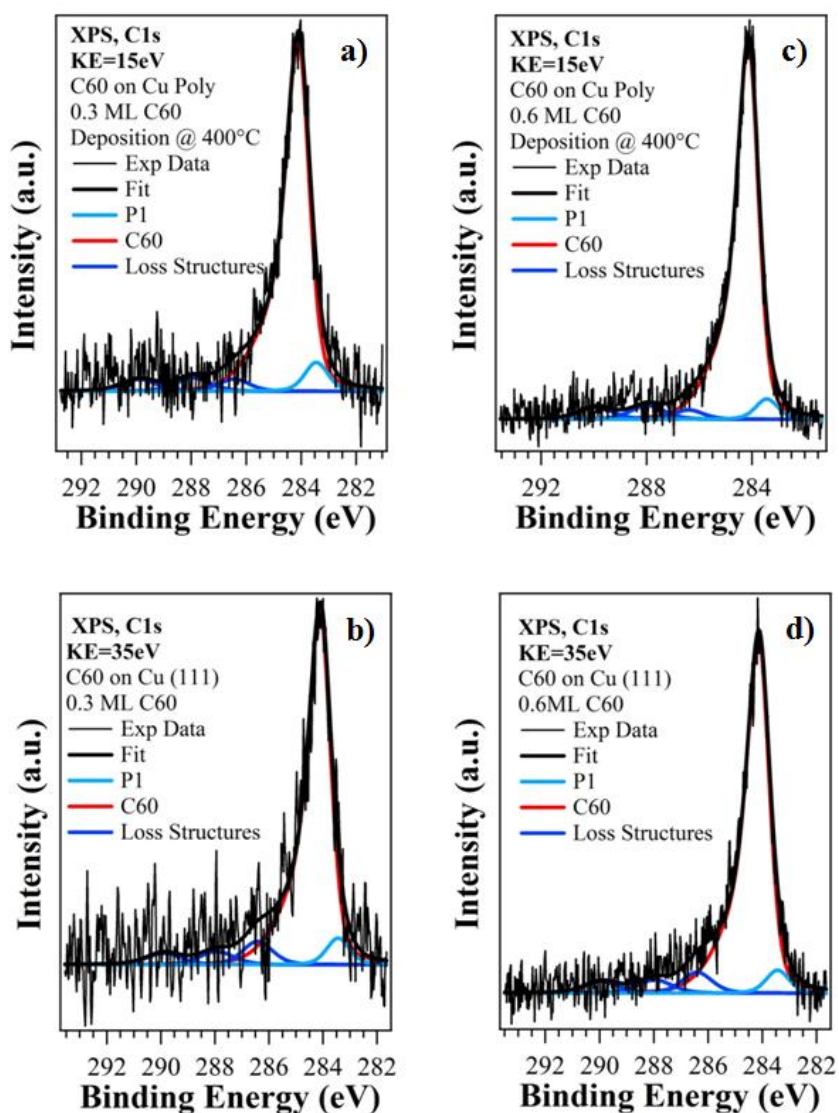 XPS, C1s
KE=15eV
C60 on Cu Poly
0.3 ML C60
Deposition @ 400°C
Exp Data
Fit
P1
C60
Loss Structures
a)
Intensity (a.u.)
292 290 288 286 284 282
Binding Energy (eV)
XPS, C1s
KE=15eV
C60 on Cu Poly
0.6 ML C60
Deposition @ 400°C
Exp Data
Fit
P1
C60
Loss Structures
c)
Intensity (a.u.)
292 288 284
Binding Energy (eV)
XPS, C1s
KE=35eV
C60 on Cu (111)
0.3 ML C60
Exp Data
Fit
P1
C60
Loss Structures
b)
Intensity (a.u.)
292 290 288 286 284 282
Binding Energy (eV)
XPS, C1s
KE=35eV
C60 on Cu (111)
0.6ML C60
Exp Data
Fit
P1
C60
Loss Structures
d)
Intensity (a.u.)
292 290 288 286 284 282
Binding Energy (eV)